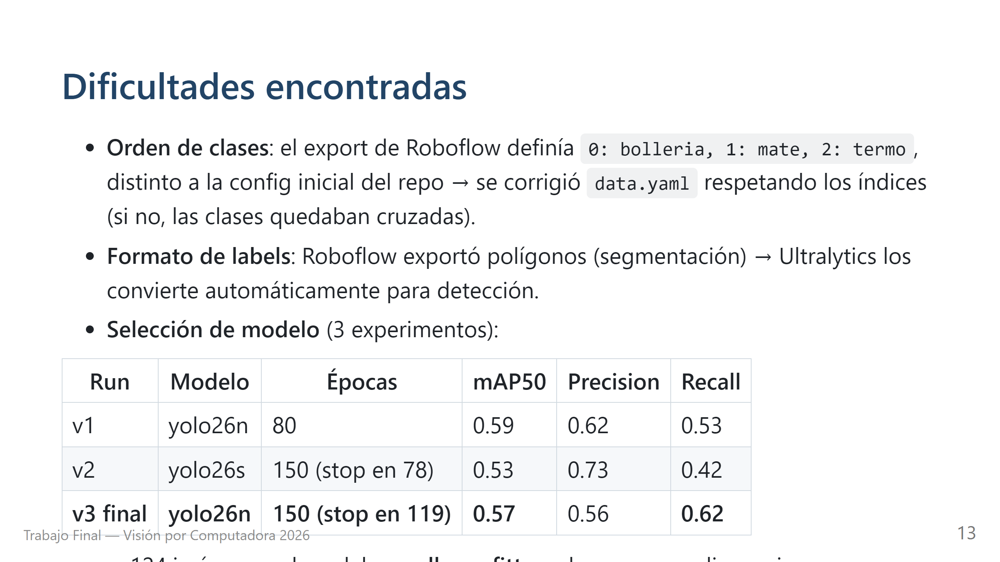 Dificultades encontradas
• Orden de clases: el export de Roboflow definía 0: bolleria, 1: mate, 2: termo,
distinto a la config inicial del repo → se corrigió data.yaml respetando los índices
(si no, las clases quedaban cruzadas).
• Formato de labels: Roboflow exportó polígonos (segmentación) → Ultralytics los
convierte automáticamente para detección.
• Selección de modelo (3 experimentos):
Run Modelo Épocas mAP50 Precision Recall
v1 yolo26n 80 0.59 0.62 0.53
v2 yolo26s 150 (stop en 78) 0.53 0.73 0.42
v3 final yolo26n 150 (stop en 119) 0.57 0.56 0.62
Trabajo Final — Visión por Computadora 2026
13